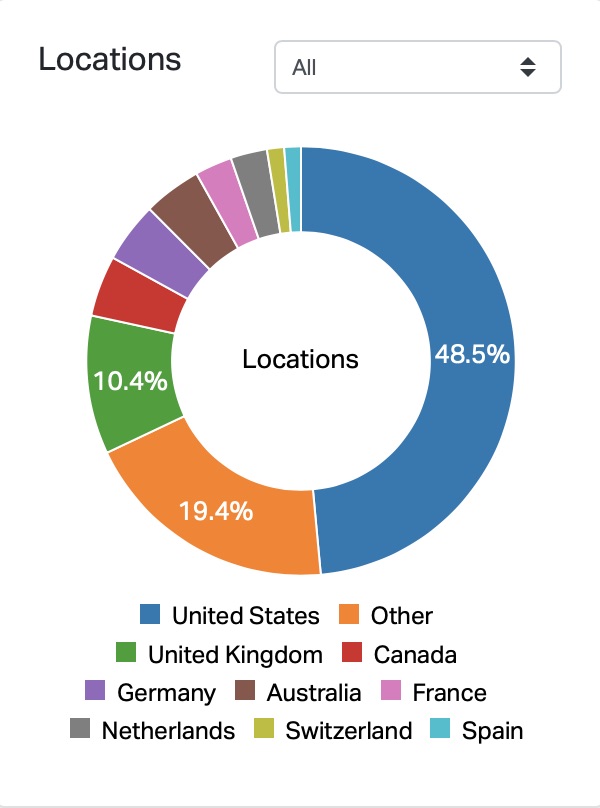 Locations
All
48.5%
Locations
10.4%
19.4%
United States Other
United Kingdom Canada
Germany Australia France
Netherlands Switzerland Spain